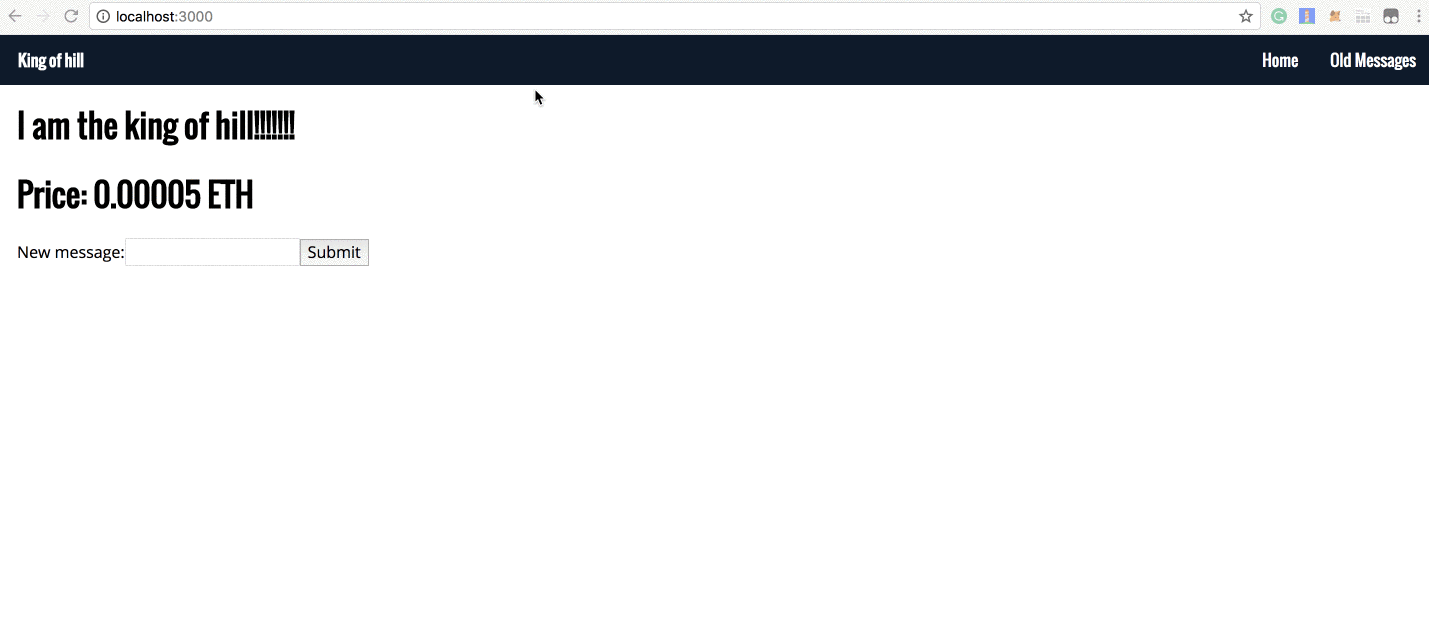 localhost:3000
King of hill Home Old Messages
I am the king of hill!!!!!!!
Price: 0.00005 ETH
New message: Submit